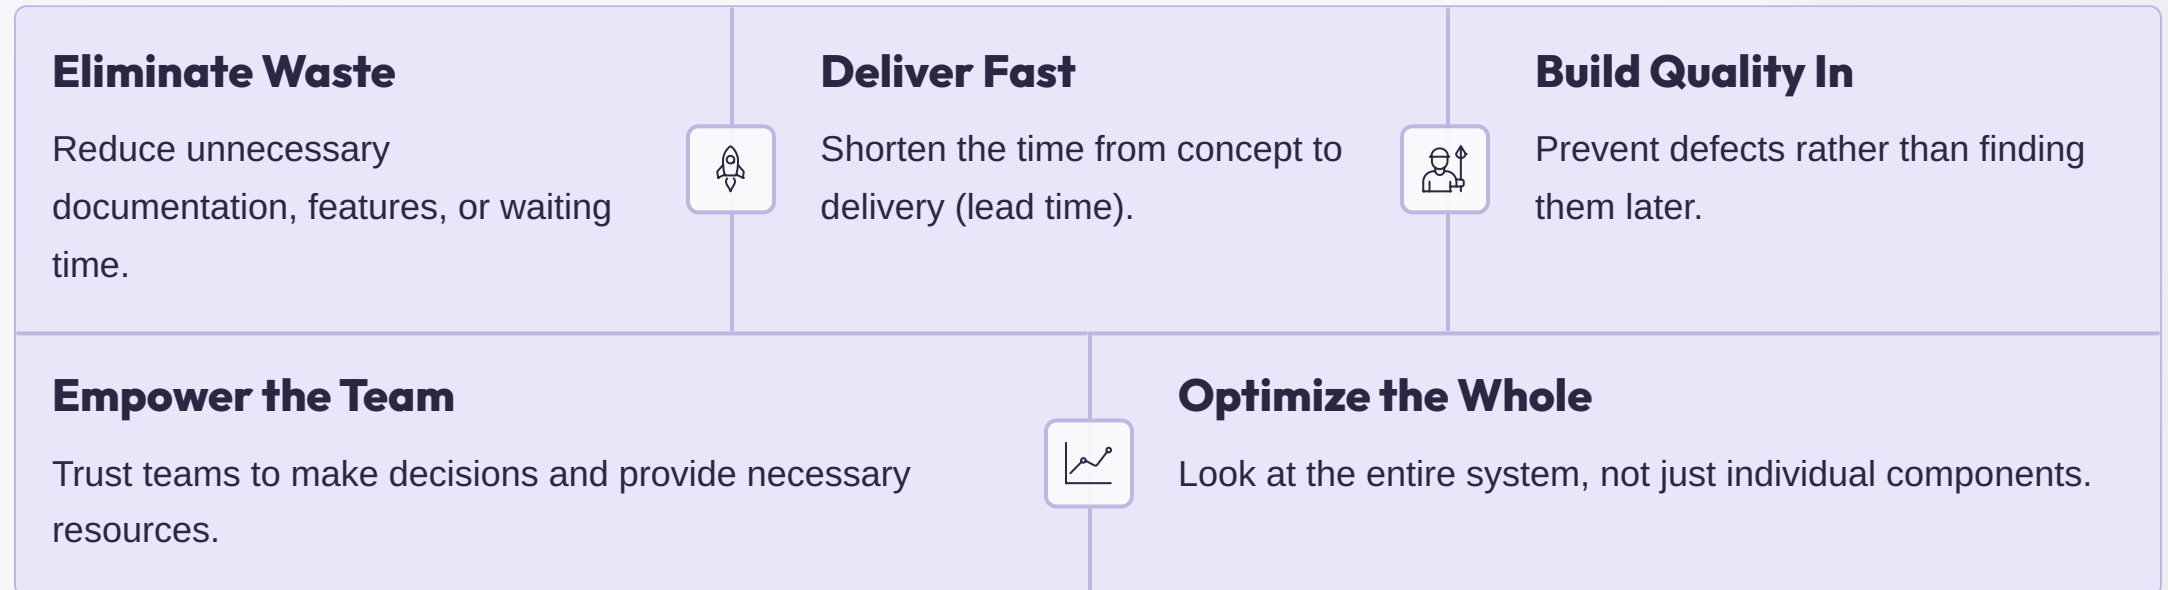 Eliminate Waste
Reduce unnecessary
documentation, features, or waiting
time.
Deliver Fast
Shorten the time from concept to
delivery (lead time).
Build Quality In
Prevent defects rather than finding
them later.
Empower the Team
Trust teams to make decisions and provide necessary
resources.
Optimize the Whole
Look at the entire system, not just individual components.